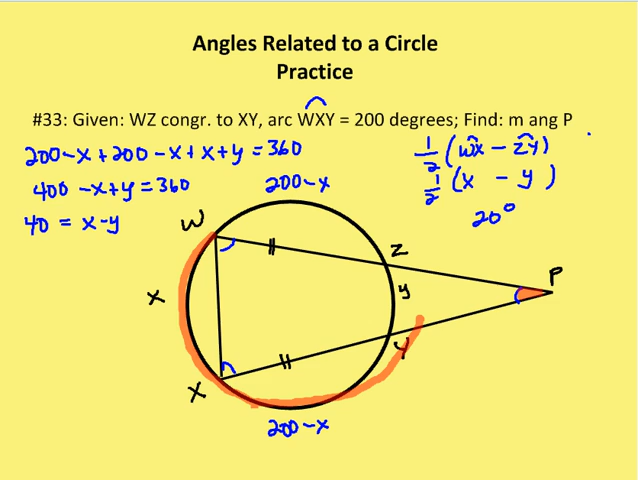 Angles Related to a Circle
Practice
#33: Given: WZ congr. to XY, arc WXY = 200 degrees; Find: m ang P
200-x+200-x+x+y=360
400-x+y=360
40 = x-y
1/2(WX - ZY)
1/2(x - y)
20°
200-x
W
Z
P
x
y
Y
X
200-x